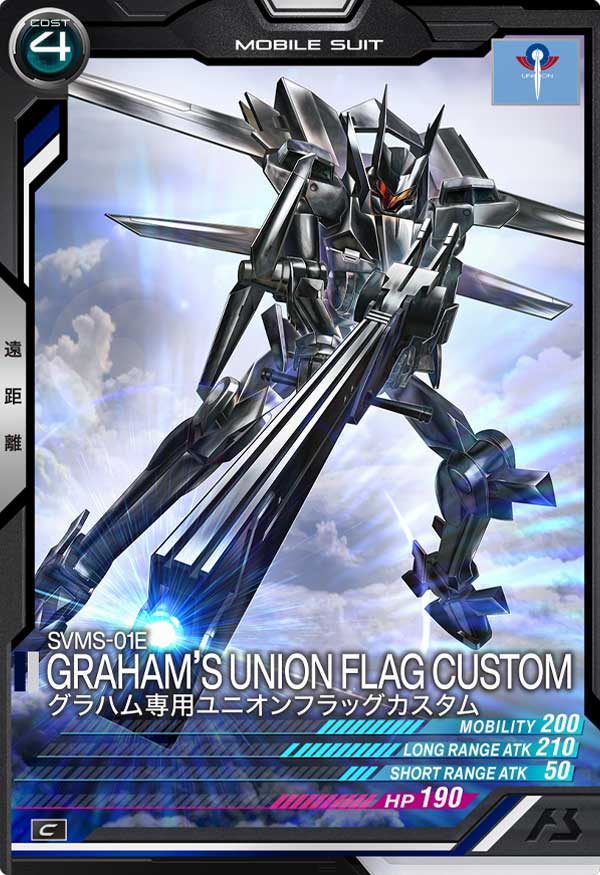 COST
4
MOBILE SUIT
UNION
遠距離
SVMS-01E
GRAHAM'S UNION FLAG CUSTOM
グラハム専用ユニオンフラッグカスタム
MOBILITY 200
LONG RANGE ATK 210
SHORT RANGE ATK 50
HP 190
C
FS